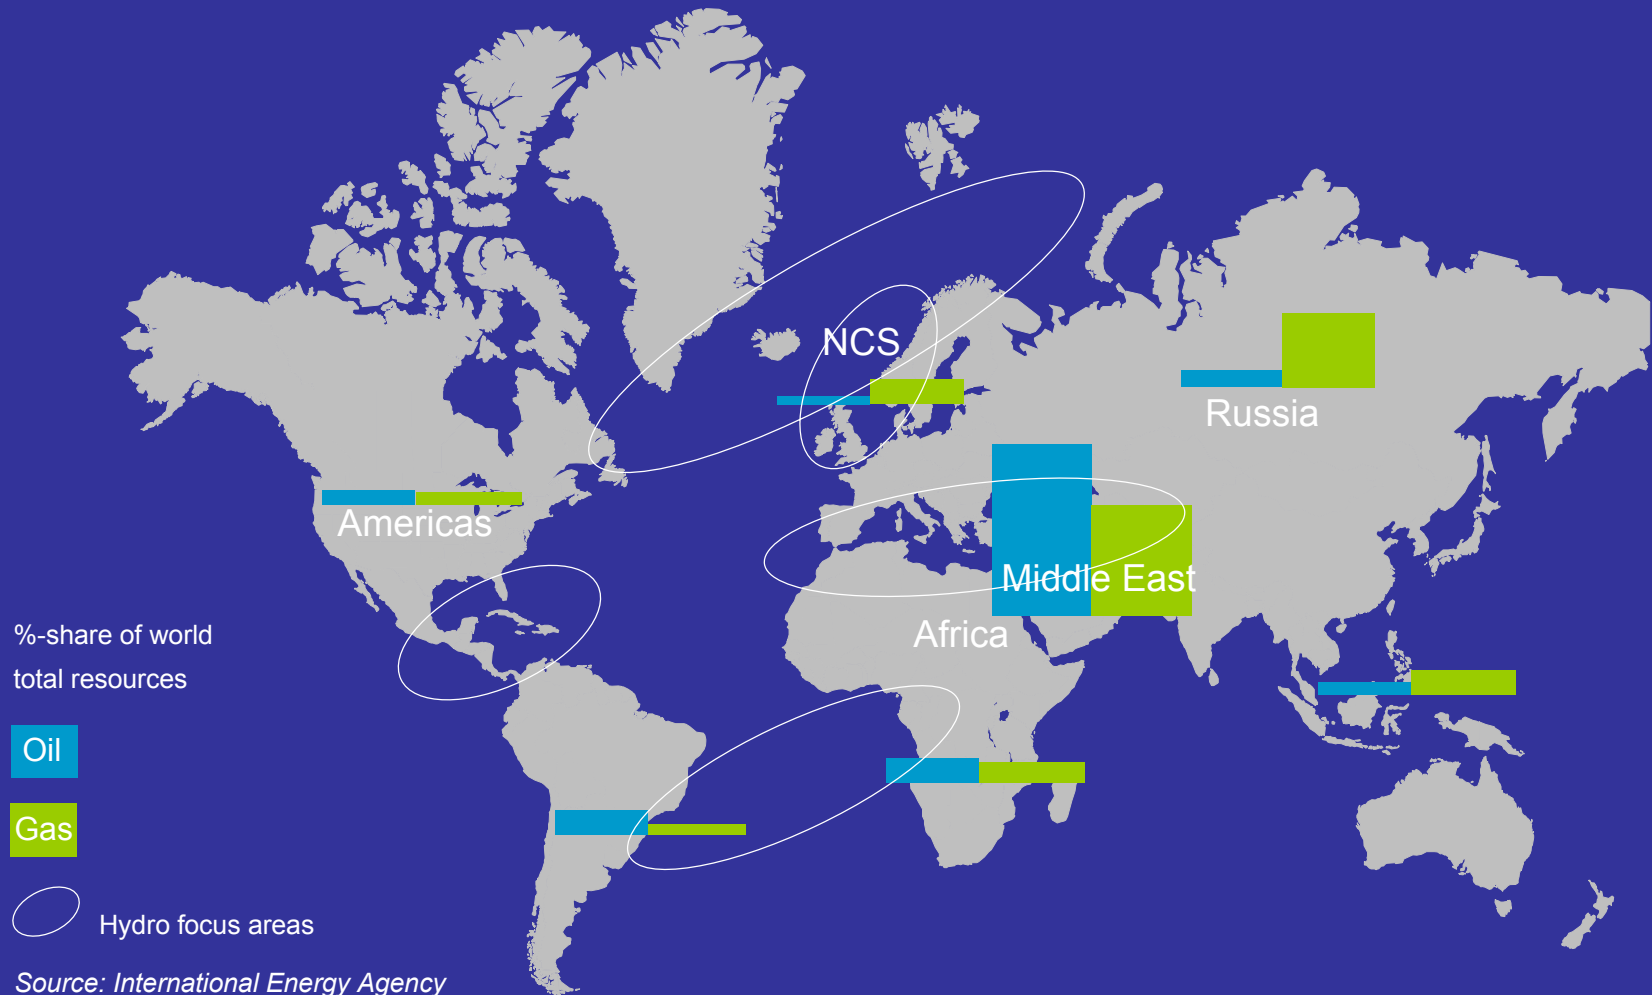 NCS
Russia
Americas
Middle East
Africa
%-share of world
total resources
Oil
Gas
Hydro focus areas
Source: International Energy Agency